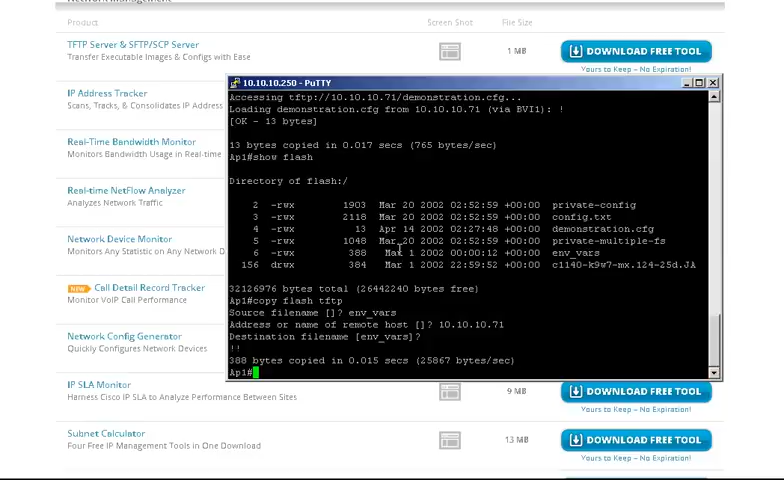 Product Screen Shot File Size
TFTP Server & SFTP/SCP Server
Transfer Executable Images & Configs with Ease
1 MB
DOWNLOAD FREE TOOL
Yours to Keep – No Expiration!
IP Address Tracker
Scans, Tracks, & Consolidates IP Address
Real-Time Bandwidth Monitor
Monitors Bandwidth Usage in Real-time
Real-time NetFlow Analyzer
Analyzes Network Traffic
Network Device Monitor
Monitors Any Statistic on Any Network D
NEW Call Detail Record Tracker
Monitor VoIP Call Performance
Network Config Generator
Quickly Configures Network Devices
IP SLA Monitor
Harness Cisco IP SLA to Analyze Performance Between Sites
9 MB
DOWNLOAD FREE TOOL
Yours to Keep – No Expiration!
Subnet Calculator
Four Free IP Management Tools in One Download
13 MB
DOWNLOAD FREE TOOL
Yours to Keep – No Expiration!
10.10.10.250 - PuTTY
Accessing tftp://10.10.10.71/demonstration.cfg...
Loading demonstration.cfg from 10.10.10.71 (via BVI1): !
[OK - 13 bytes]
13 bytes copied in 0.017 secs (765 bytes/sec)
Ap1#show flash
Directory of flash:/
2 -rwx 1903 Mar 20 2002 02:52:59 +00:00 private-config
3 -rwx 2118 Mar 20 2002 02:52:59 +00:00 config.txt
4 -rwx 13 Apr 14 2002 02:27:48 +00:00 demonstration.cfg
5 -rwx 1048 Mar 20 2002 02:52:59 +00:00 private-multiple-fs
6 -rwx 388 Mar 1 2002 00:00:12 +00:00 env_vars
156 drwx 384 Mar 1 2002 22:59:52 +00:00 c1140-k9w7-mx.124-25d.JA
32126976 bytes total (26442240 bytes free)
Ap1#copy flash tftp
Source filename []? env_vars
Address or name of remote host []? 10.10.10.71
Destination filename [env_vars]?
!!
388 bytes copied in 0.015 secs (25867 bytes/sec)
Ap1#